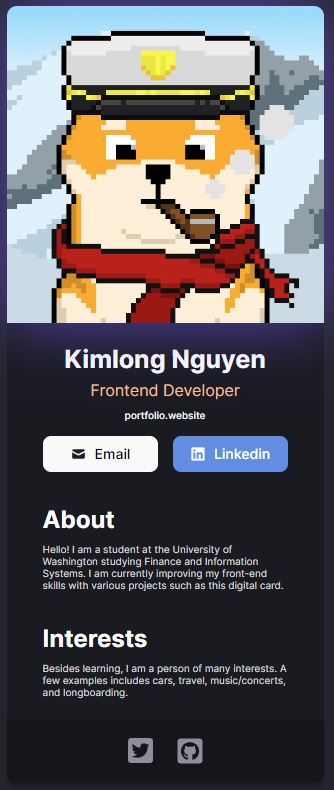 Kimlong Nguyen
Frontend Developer
portfolio.website
Email
Linkedin
About
Hello! I am a student at the University of
Washington studying Finance and Information
Systems. I am currently improving my front-end
skills with various projects such as this digital card.
Interests
Besides learning, I am a person of many interests. A
few examples includes cars, travel, music/concerts,
and longboarding.